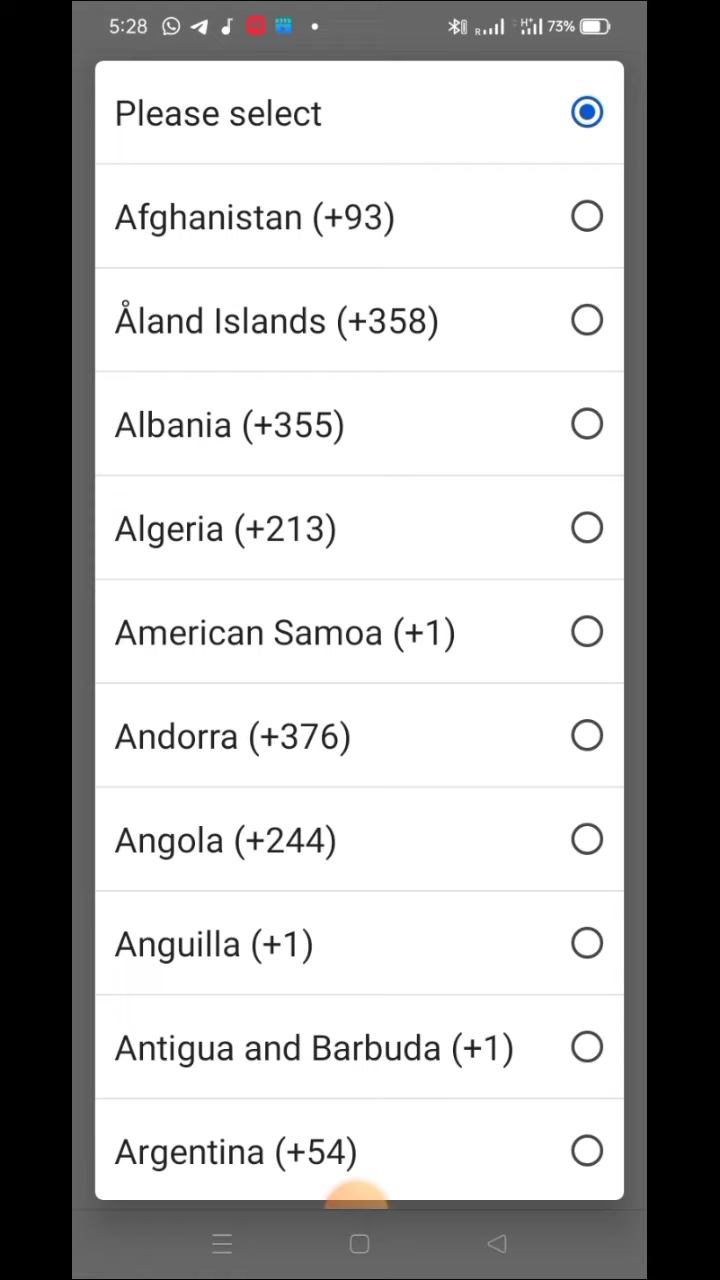 5:28
R
H+
73%
Please select
Afghanistan (+93)
Åland Islands (+358)
Albania (+355)
Algeria (+213)
American Samoa (+1)
Andorra (+376)
Angola (+244)
Anguilla (+1)
Antigua and Barbuda (+1)
Argentina (+54)